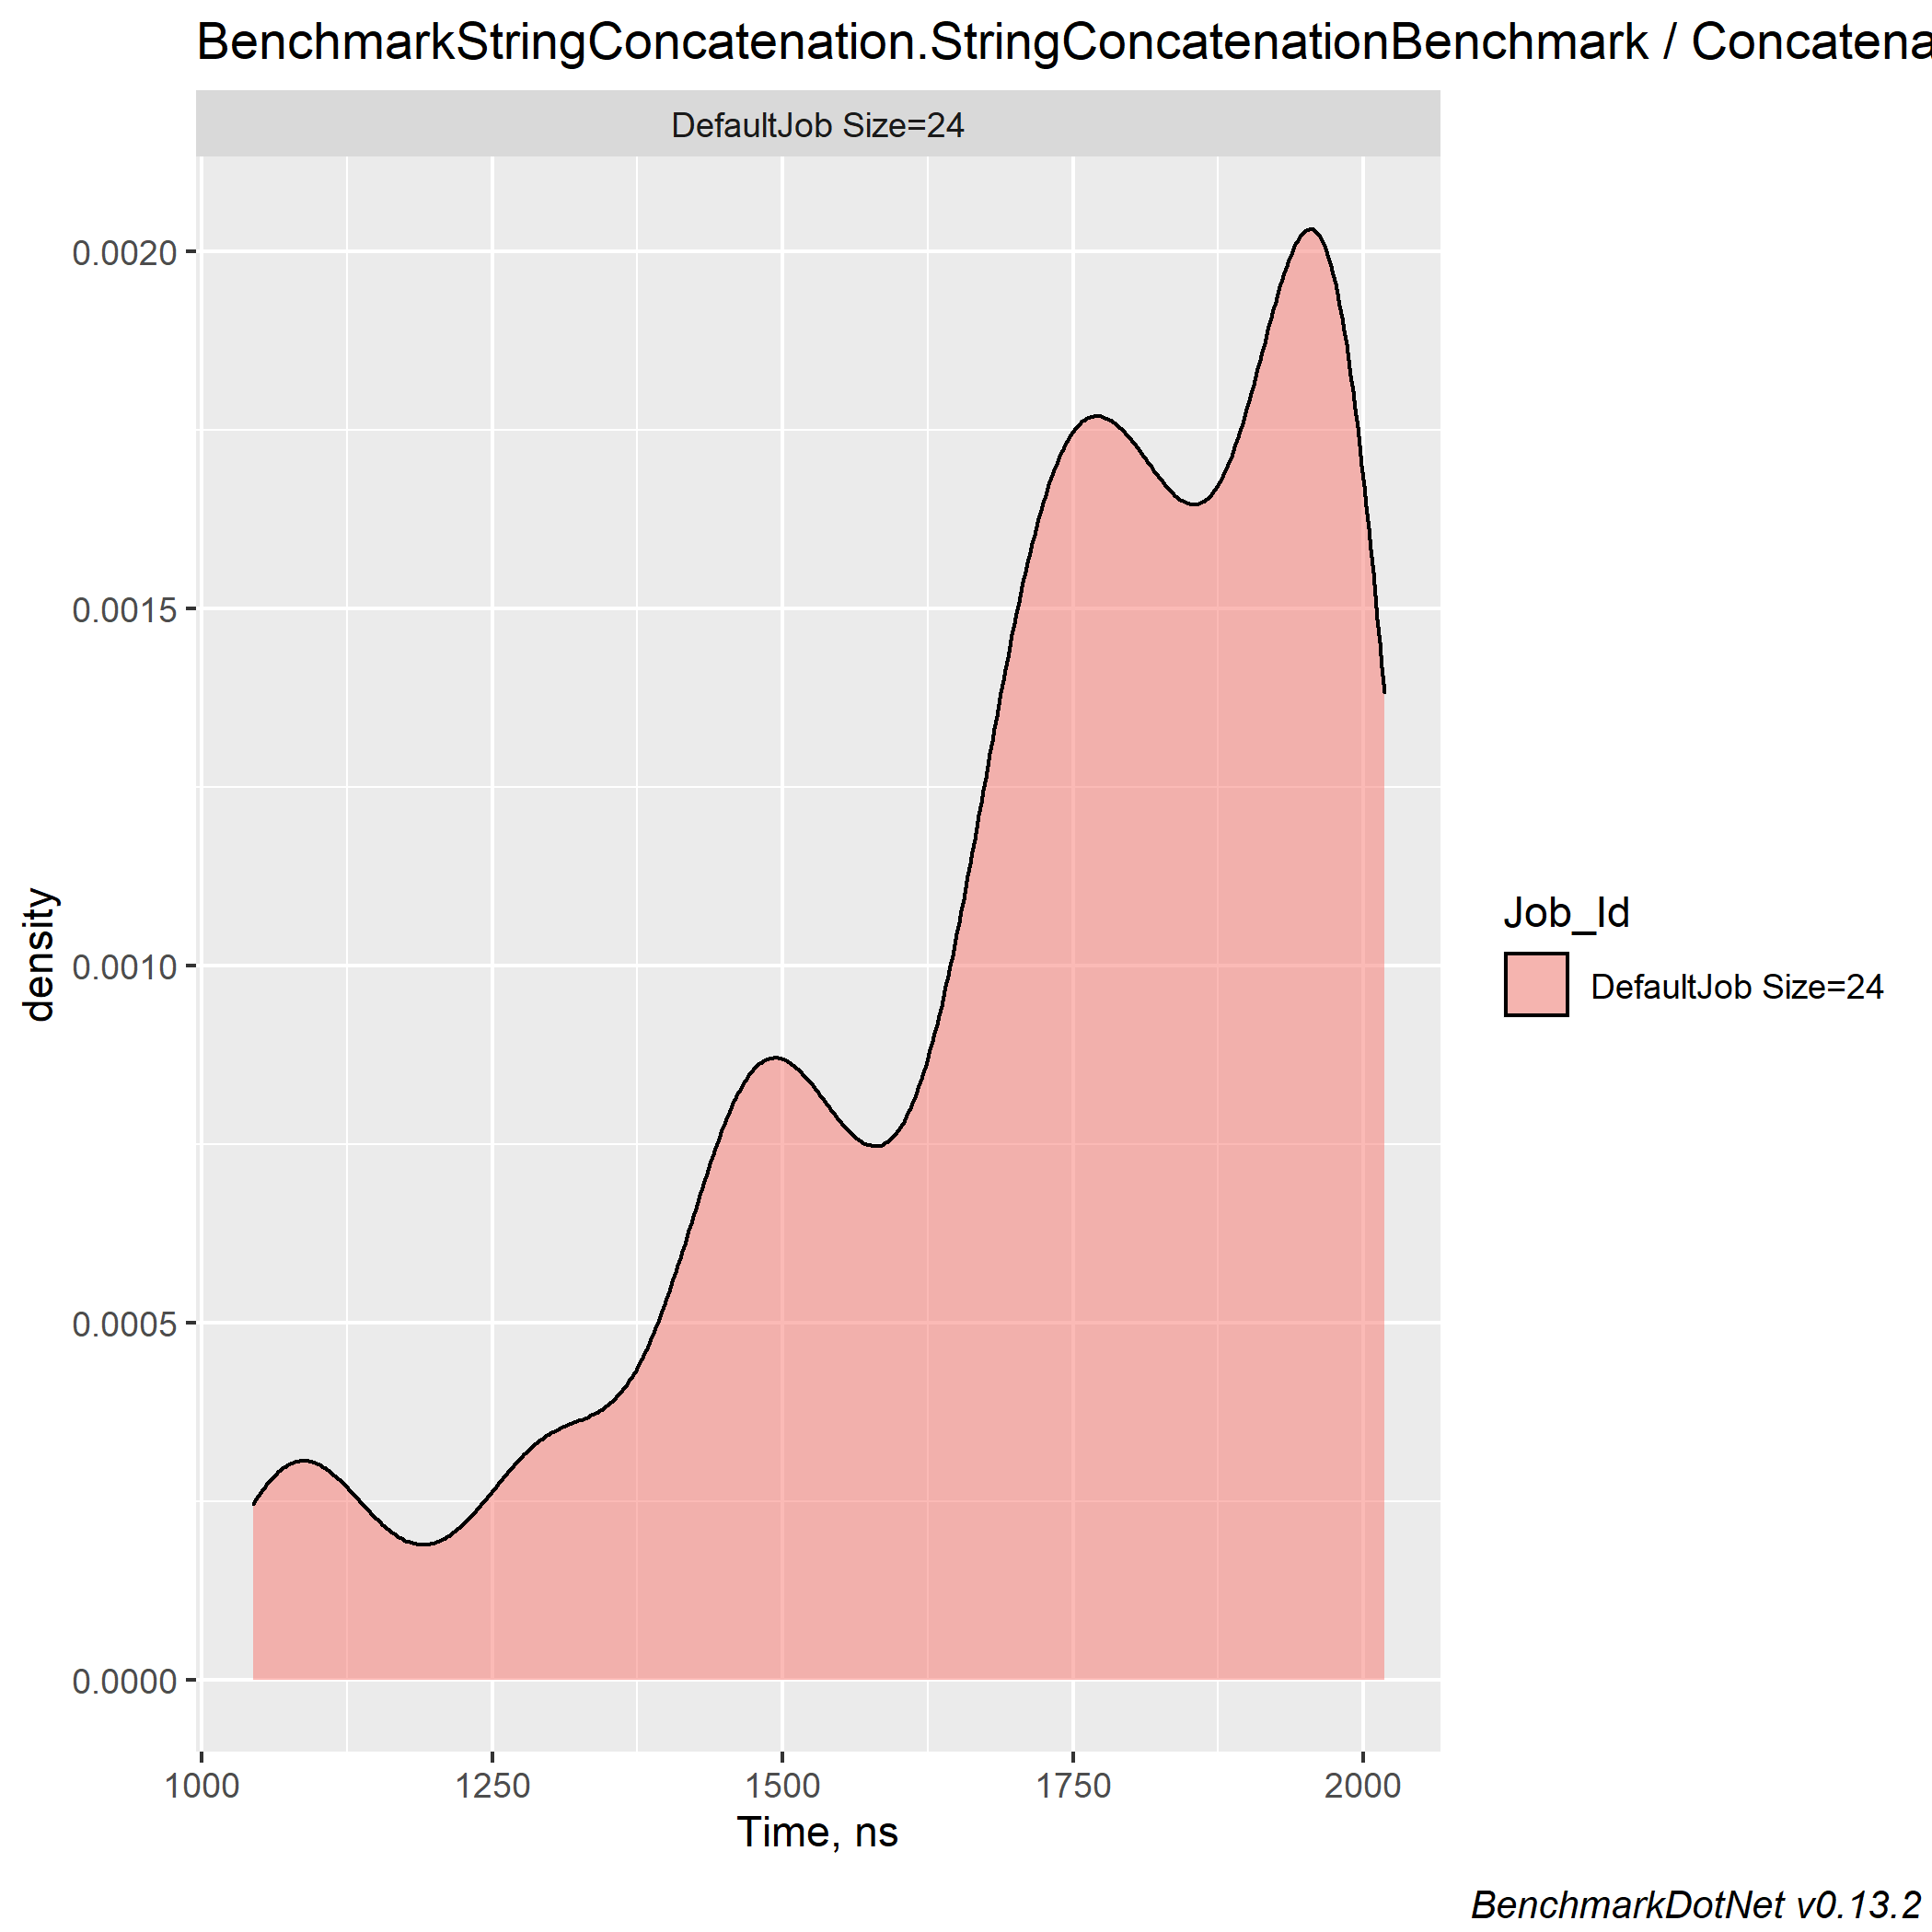 BenchmarkStringConcatenation.StringConcatenationBenchmark / Concatena
DefaultJob Size=24
0.0020
0.0015
0.0010
0.0005
0.0000
density
1000 1250 1500 1750 2000
Time, ns
Job_Id
DefaultJob Size=24
BenchmarkDotNet v0.13.2